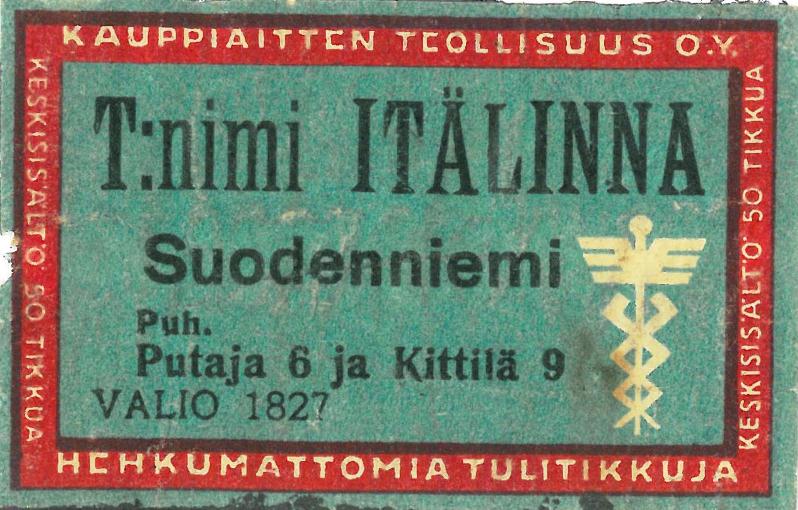 KAUPPIAITTEN TEOLLISUUS O.Y.
KESKISISÄLTÖ 50 TIKKUA
T:nimi ITÄLINNA
Suodenniemi
Puh.
Putaja 6 ja Kittilä 9
VALIO 1827
KESKISISÄLTÖ 50 TIKKUA
HEHKUMATTOMIA TULITIKKUJA